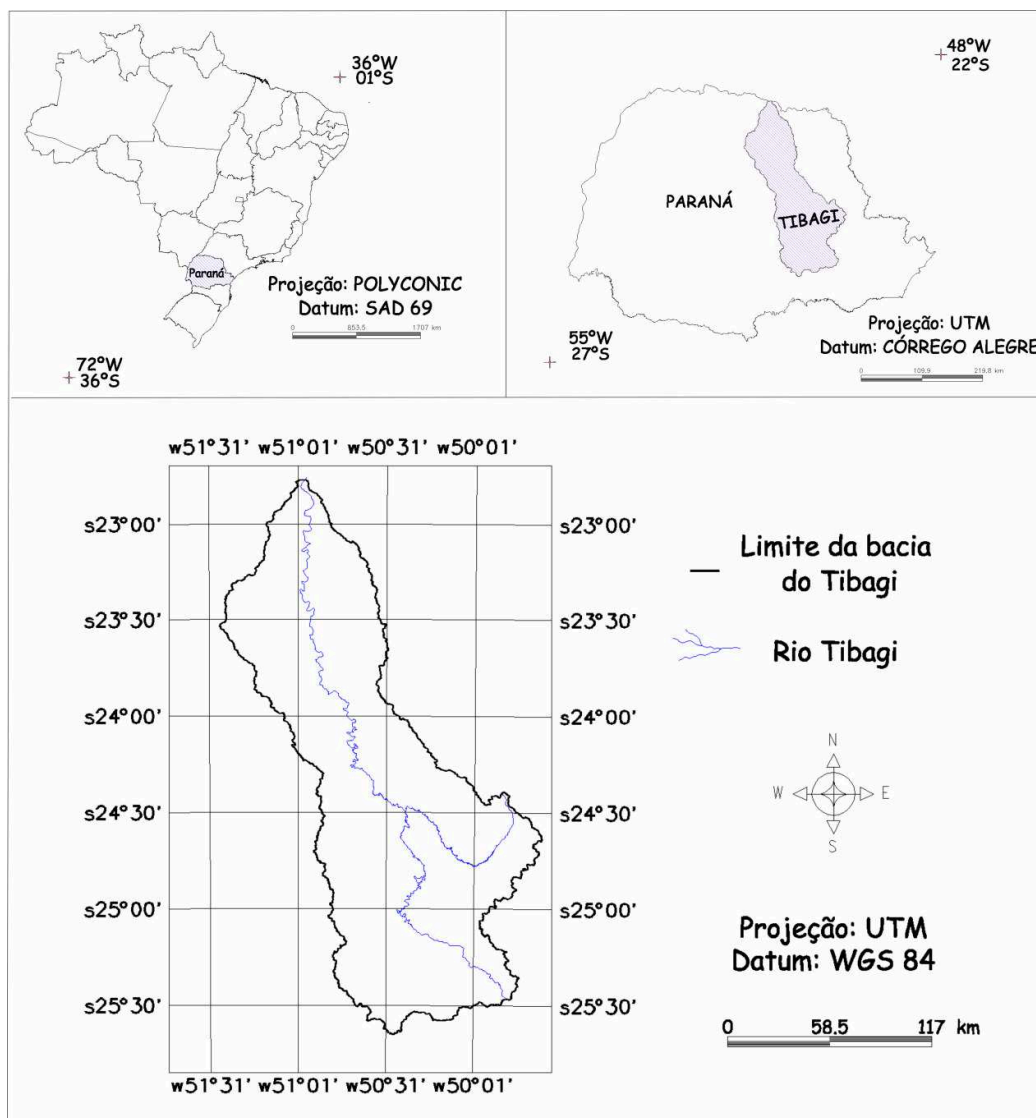 36°W
01°S
Paraná
Projeção: POLYCONIC
Datum: SAD 69
0 853.5 1707 km
72°W
36°S
48°W
22°S
PARANÁ
TIBAGI
55°W
27°S
Projeção: UTM
Datum: CÓRREGO ALEGRE
0 109.9 219.8 km
w51°31' w51°01' w50°31' w50°01'
s23°00' s23°00'
s23°30' s23°30'
s24°00' s24°00'
s24°30' s24°30'
s25°00' s25°00'
s25°30' s25°30'
w51°31' w51°01' w50°31' w50°01'
Limite da bacia
do Tibagi
Rio Tibagi
N
W E
S
Projeção: UTM
Datum: WGS 84
0 58.5 117 km